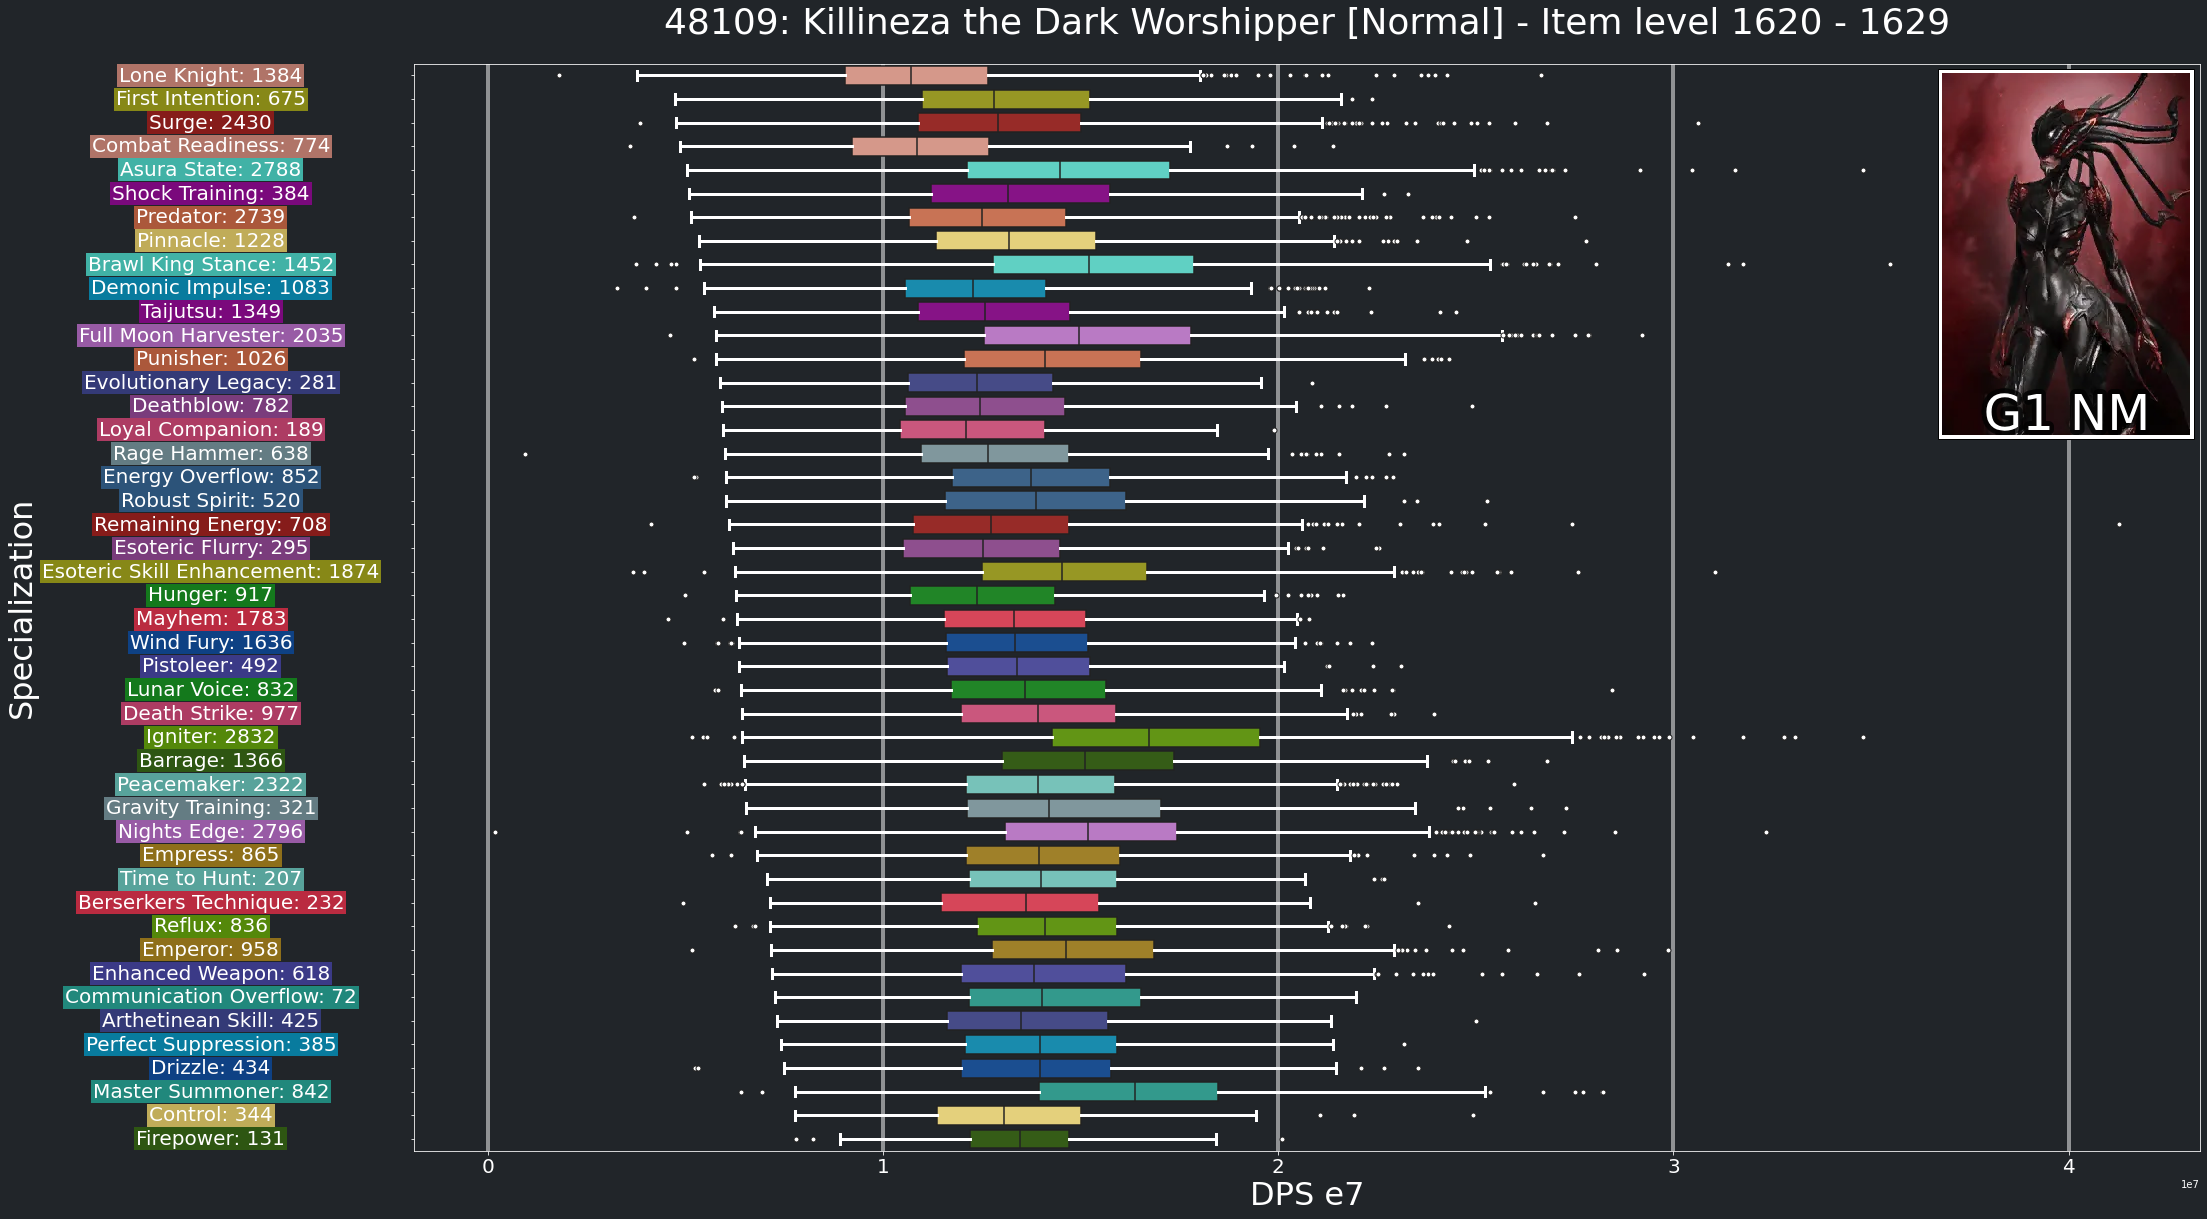 48109: Killineza the Dark Worshipper [Normal] - Item level 1620 - 1629
Specialization
Lone Knight: 1384
First Intention: 675
Surge: 2430
Combat Readiness: 774
Asura State: 2788
Shock Training: 384
Predator: 2739
Pinnacle: 1228
Brawl King Stance: 1452
Demonic Impulse: 1083
Taijutsu: 1349
Full Moon Harvester: 2035
Punisher: 1026
Evolutionary Legacy: 281
Deathblow: 782
Loyal Companion: 189
Rage Hammer: 638
Energy Overflow: 852
Robust Spirit: 520
Remaining Energy: 708
Esoteric Flurry: 295
Esoteric Skill Enhancement: 1874
Hunger: 917
Mayhem: 1783
Wind Fury: 1636
Pistoleer: 492
Lunar Voice: 832
Death Strike: 977
Igniter: 2832
Barrage: 1366
Peacemaker: 2322
Gravity Training: 321
Nights Edge: 2796
Empress: 865
Time to Hunt: 207
Berserkers Technique: 232
Reflux: 836
Emperor: 958
Enhanced Weapon: 618
Communication Overflow: 72
Arthetinean Skill: 425
Perfect Suppression: 385
Drizzle: 434
Master Summoner: 842
Control: 344
Firepower: 131
G1 NM
0 1 2 3 4
DPS e7
1e7